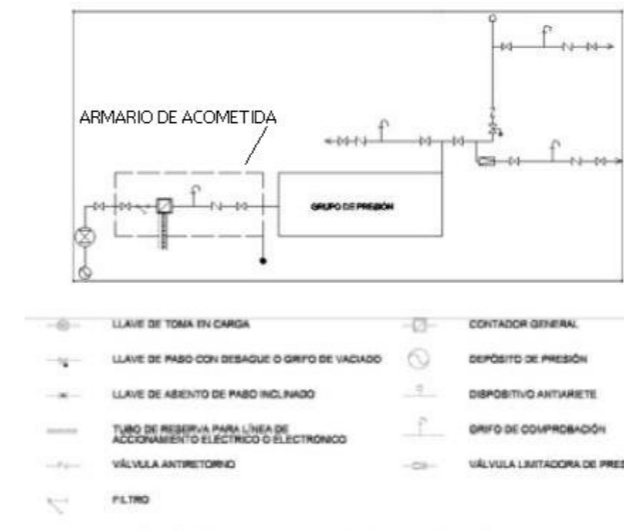 ARMARIO DE ACOMETIDA
GRUPO DE PRESIÓN
LLAVE DE TOMA EN CARGA
CONTADOR GENERAL
LLAVE DE PASO CON DESAGUE O GRIFO DE VACIADO
DEPÓSITO DE PRESIÓN
LLAVE DE ASIENTO DE PASO INCLINADO
DISPOSITIVO ANTIARIETE
TUBO DE RESERVA PARA LÍNEA DE
ACCIONAMIENTO ELECTRICO O ELECTRONICO
GRIFO DE COMPROBACIÓN
VÁLVULA ANTIRETORNO
VÁLVULA LIMITADORA DE PRES
FILTRO